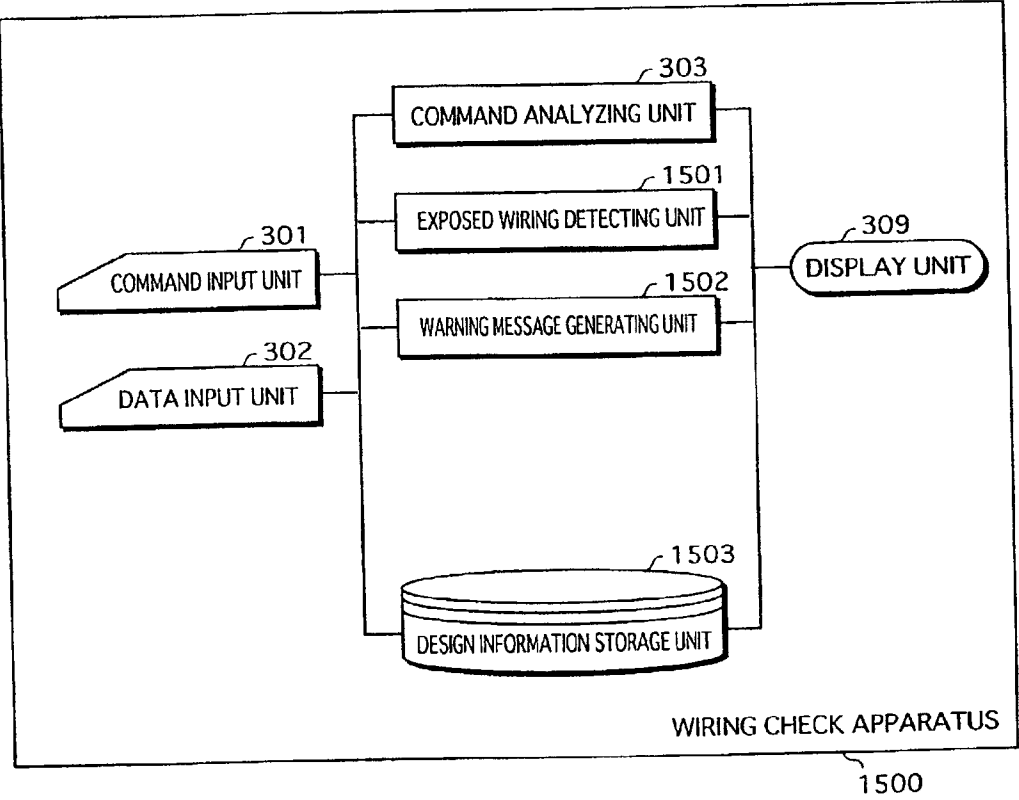 303
COMMAND ANALYZING UNIT
1501
EXPOSED WIRING DETECTING UNIT
301
COMMAND INPUT UNIT
309
DISPLAY UNIT
1502
WARNING MESSAGE GENERATING UNIT
302
DATA INPUT UNIT
1503
DESIGN INFORMATION STORAGE UNIT
WIRING CHECK APPARATUS
1500